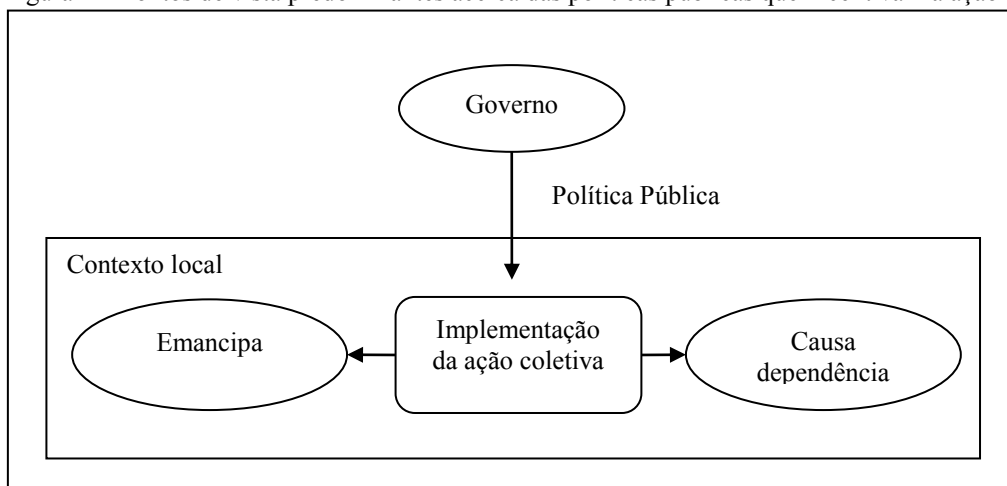 Governo
Política Pública
Contexto local
Emancipa
Implementação
da ação coletiva
Causa
dependência